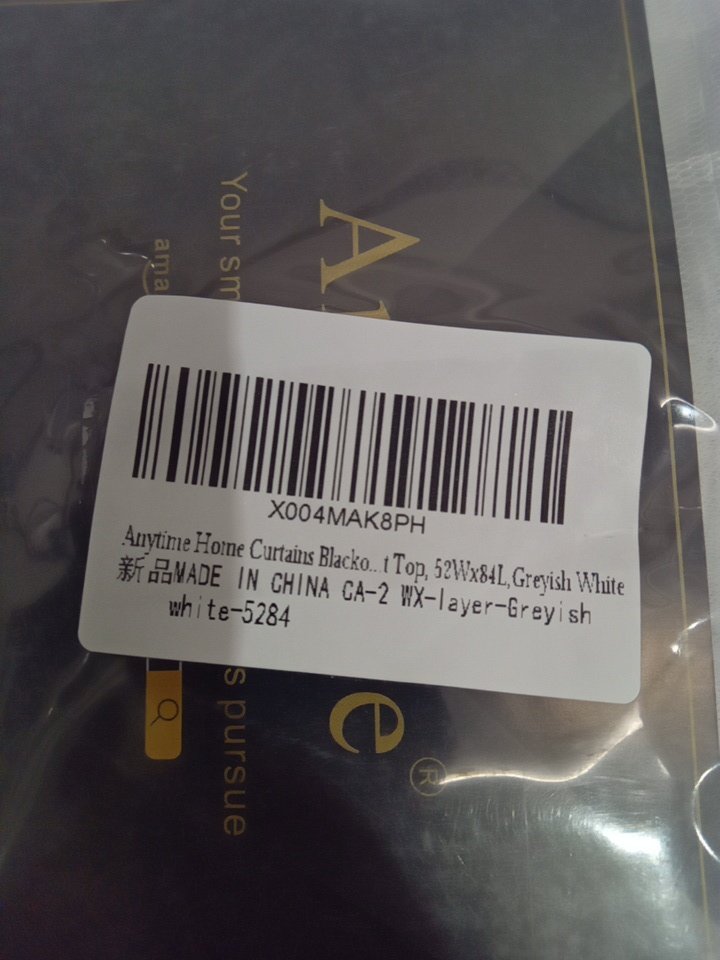 Your sm
s pursue
ama
A
e®
X004MAK8PH
Anytime Home Curtains Blacko...t Top, 52Wx84L,Greyish White
新品MADE IN CHINA CA-2 WX-layer-Greyish
white-5284